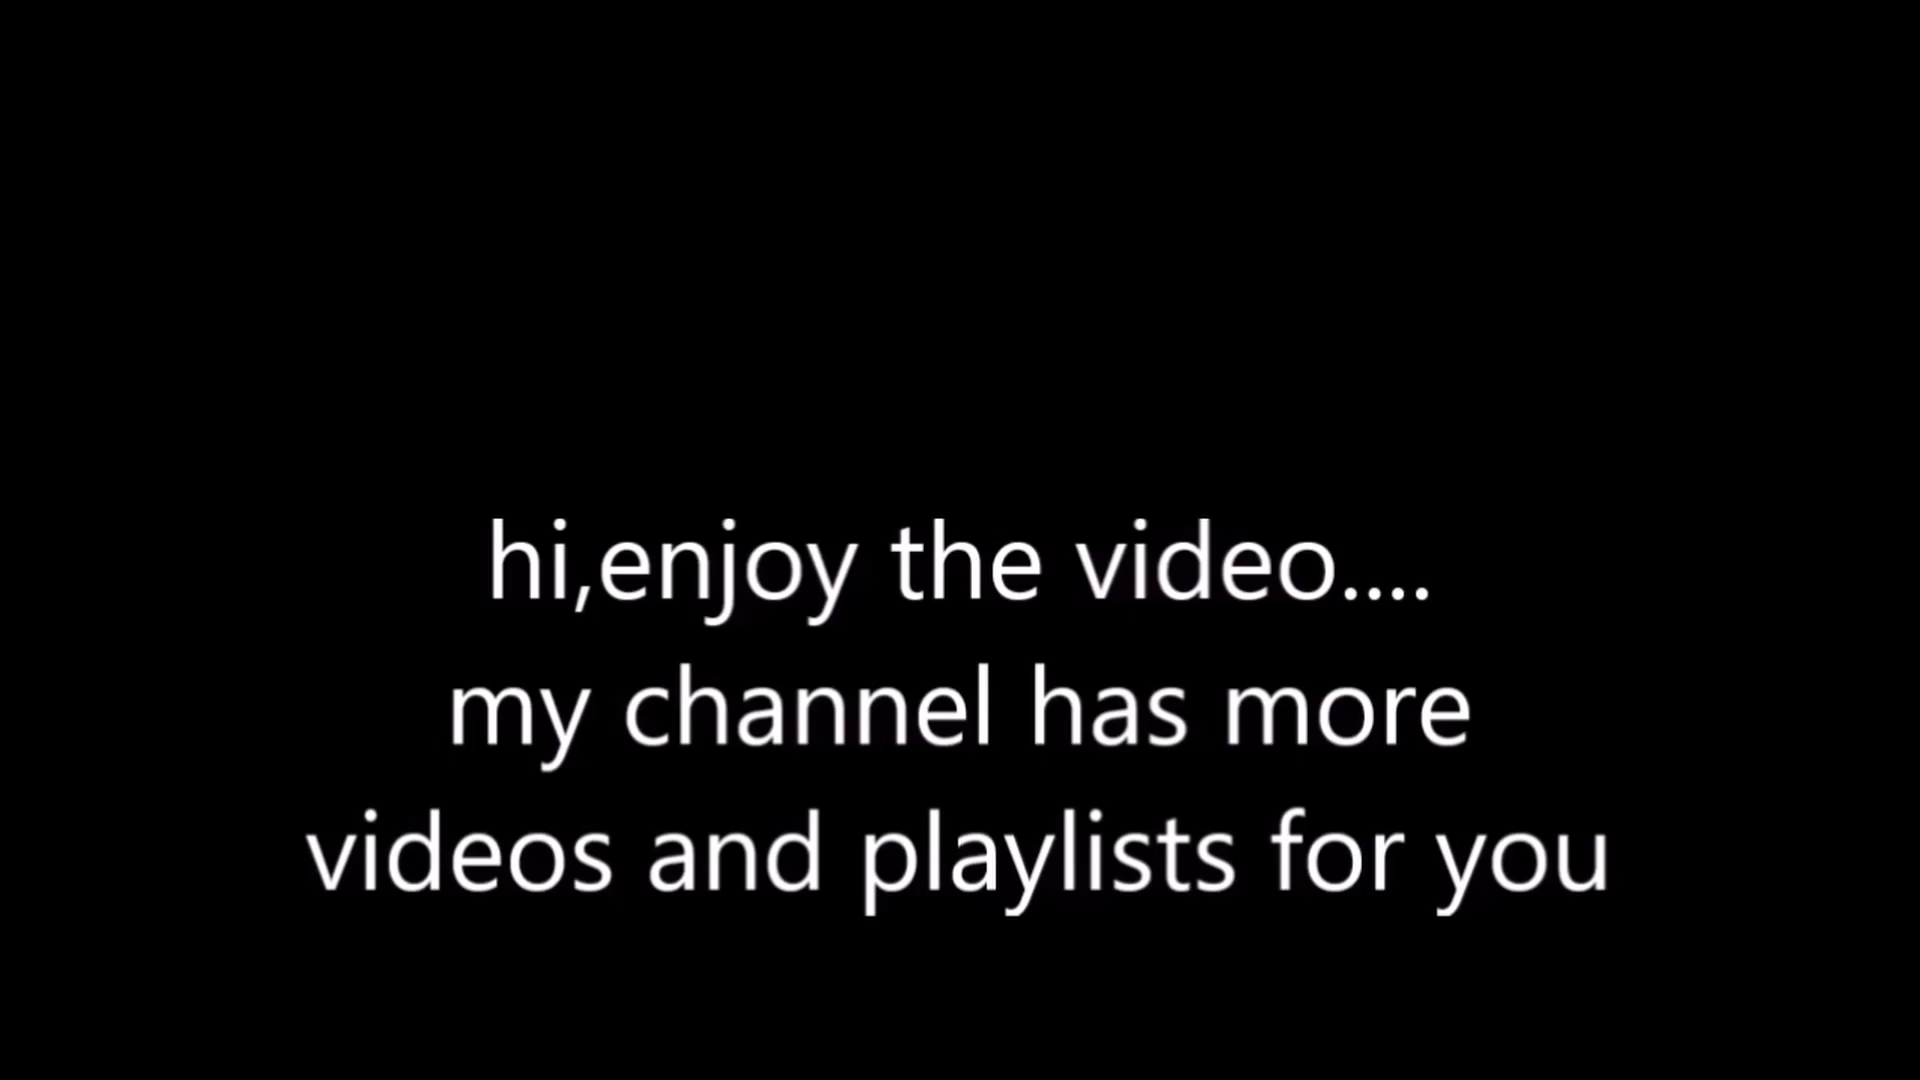 hi,enjoy the video....
my channel has more
videos and playlists for you